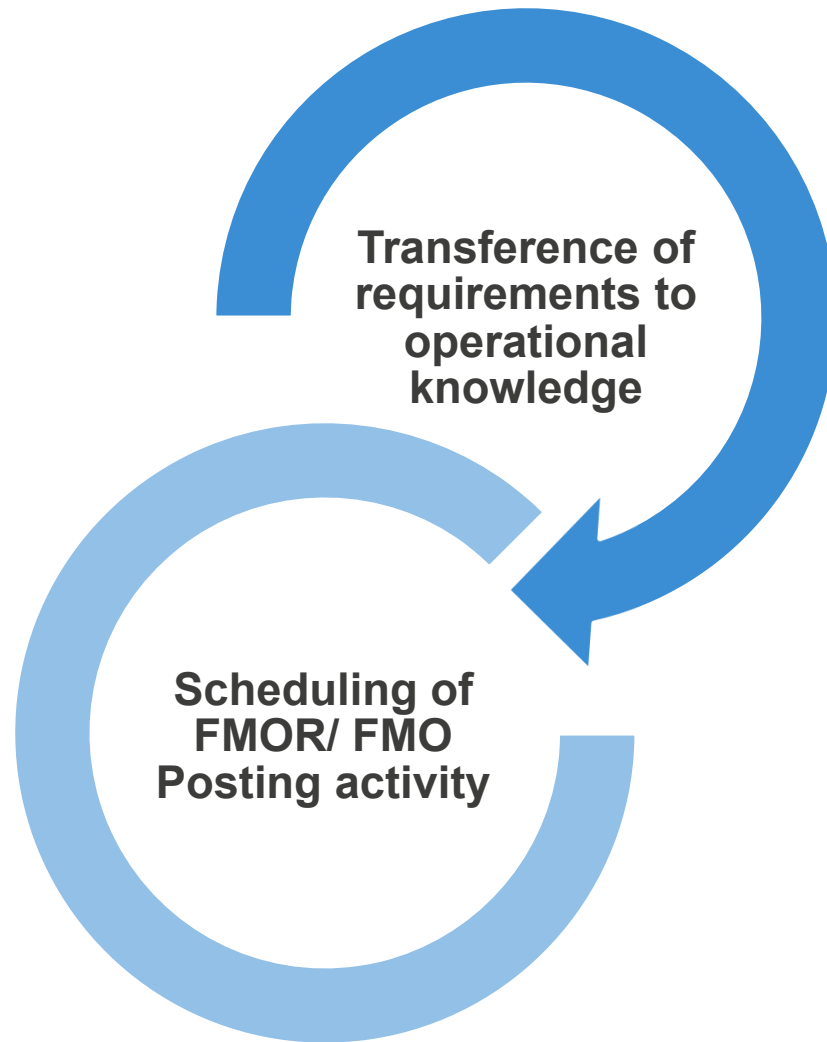 Transference of
requirements to
operational
knowledge
Scheduling of
FMOR/ FMO
Posting activity